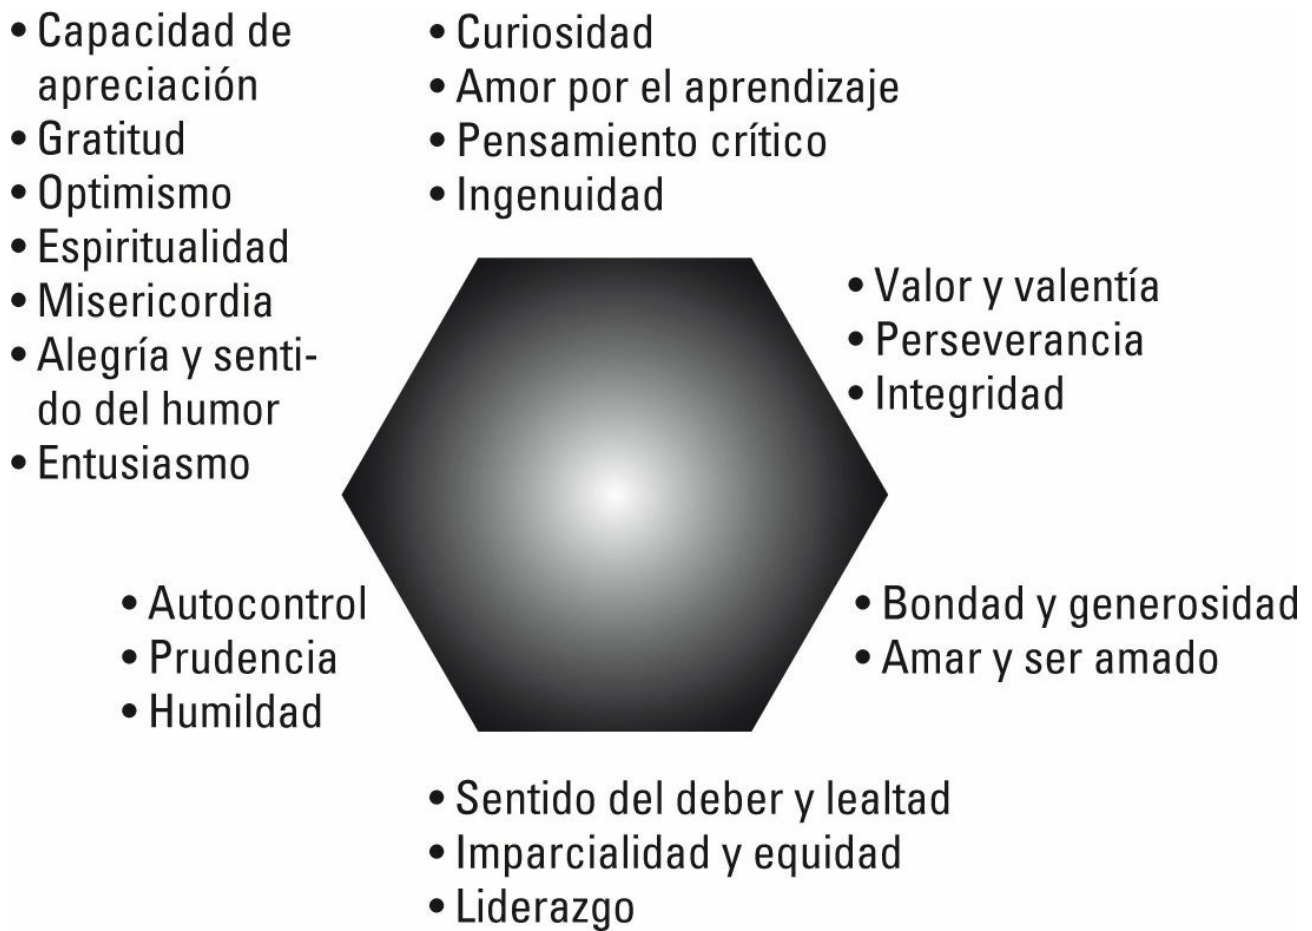 • Capacidad de
apreciación
• Gratitud
• Optimismo
• Espiritualidad
• Misericordia
• Alegría y senti-
do del humor
• Entusiasmo
• Curiosidad
• Amor por el aprendizaje
• Pensamiento crítico
• Ingenuidad
• Valor y valentía
• Perseverancia
• Integridad
• Autocontrol
• Prudencia
• Humildad
• Bondad y generosidad
• Amar y ser amado
• Sentido del deber y lealtad
• Imparcialidad y equidad
• Liderazgo